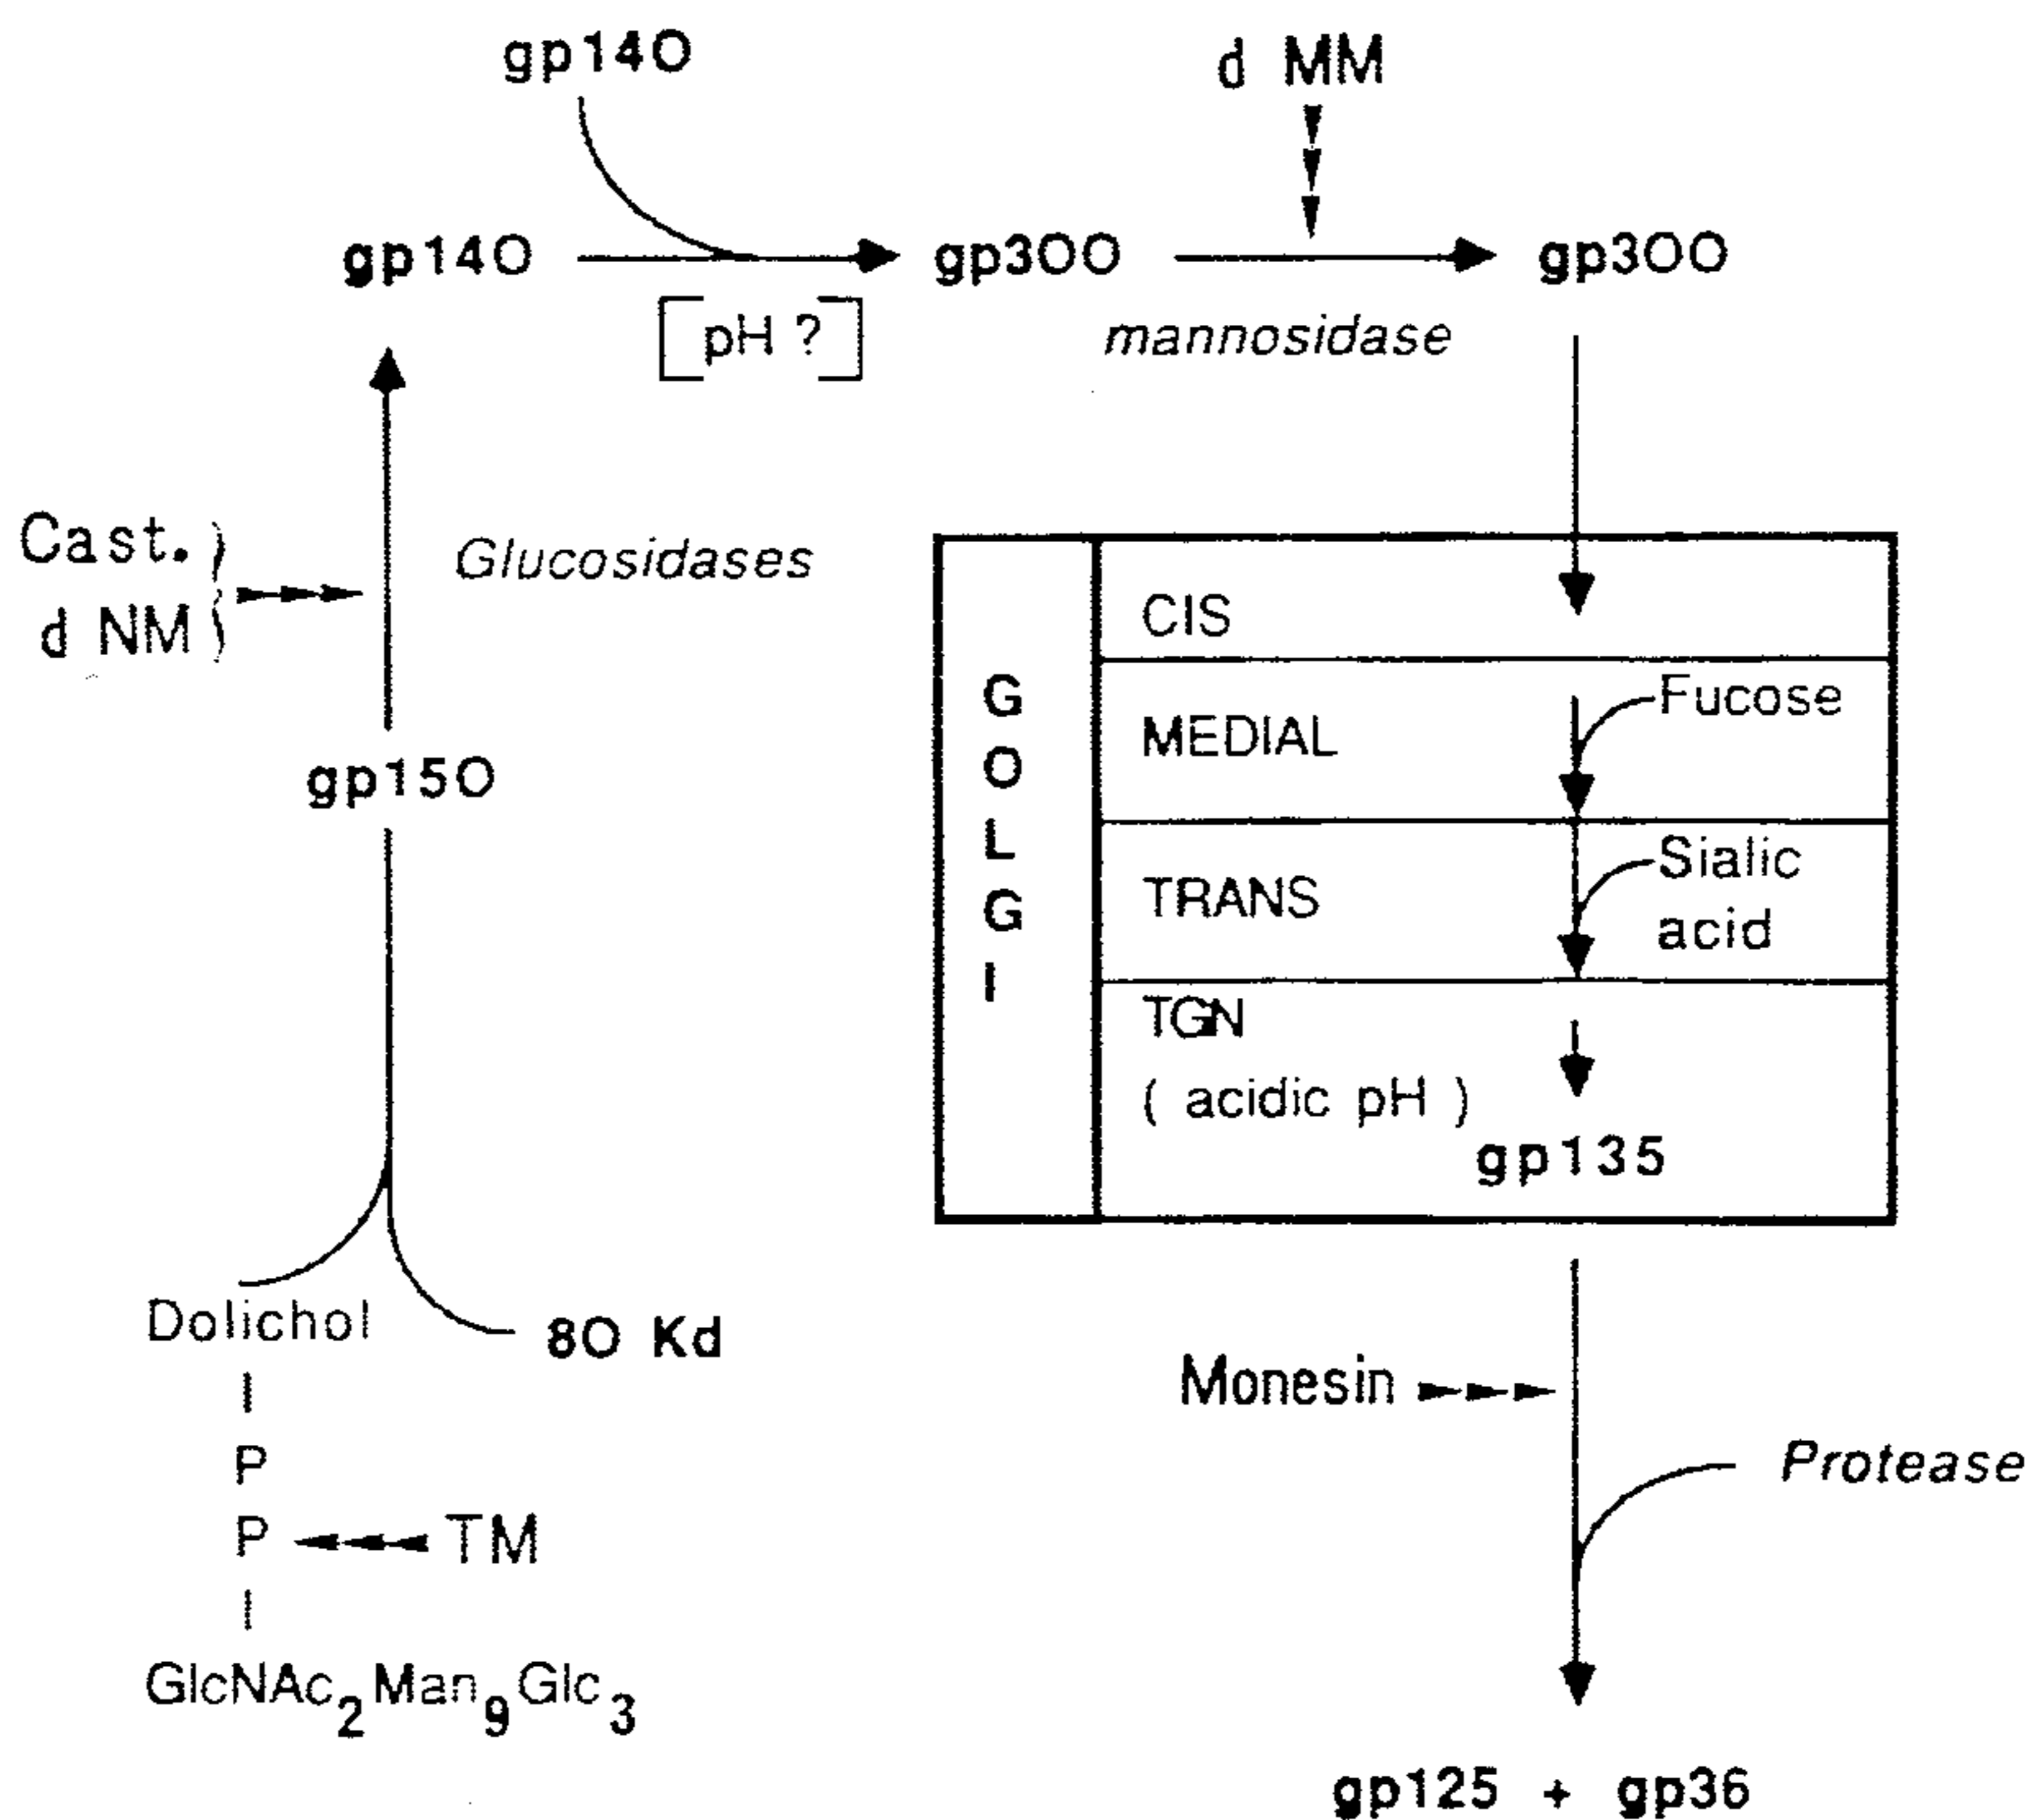 gp140
d MM
gp140
gp300
gp300
[pH ?]
mannosidase
Cast.
d NM
Glucosidases
gp150
GOLGI
CIS
MEDIAL
Fucose
TRANS
Sialic
acid
TGN
( acidic pH )
gp135
Dolichol
80 Kd
P
P
TM
GlcNAc2Man9Glc3
Monesin
Protease
gp125 + gp36